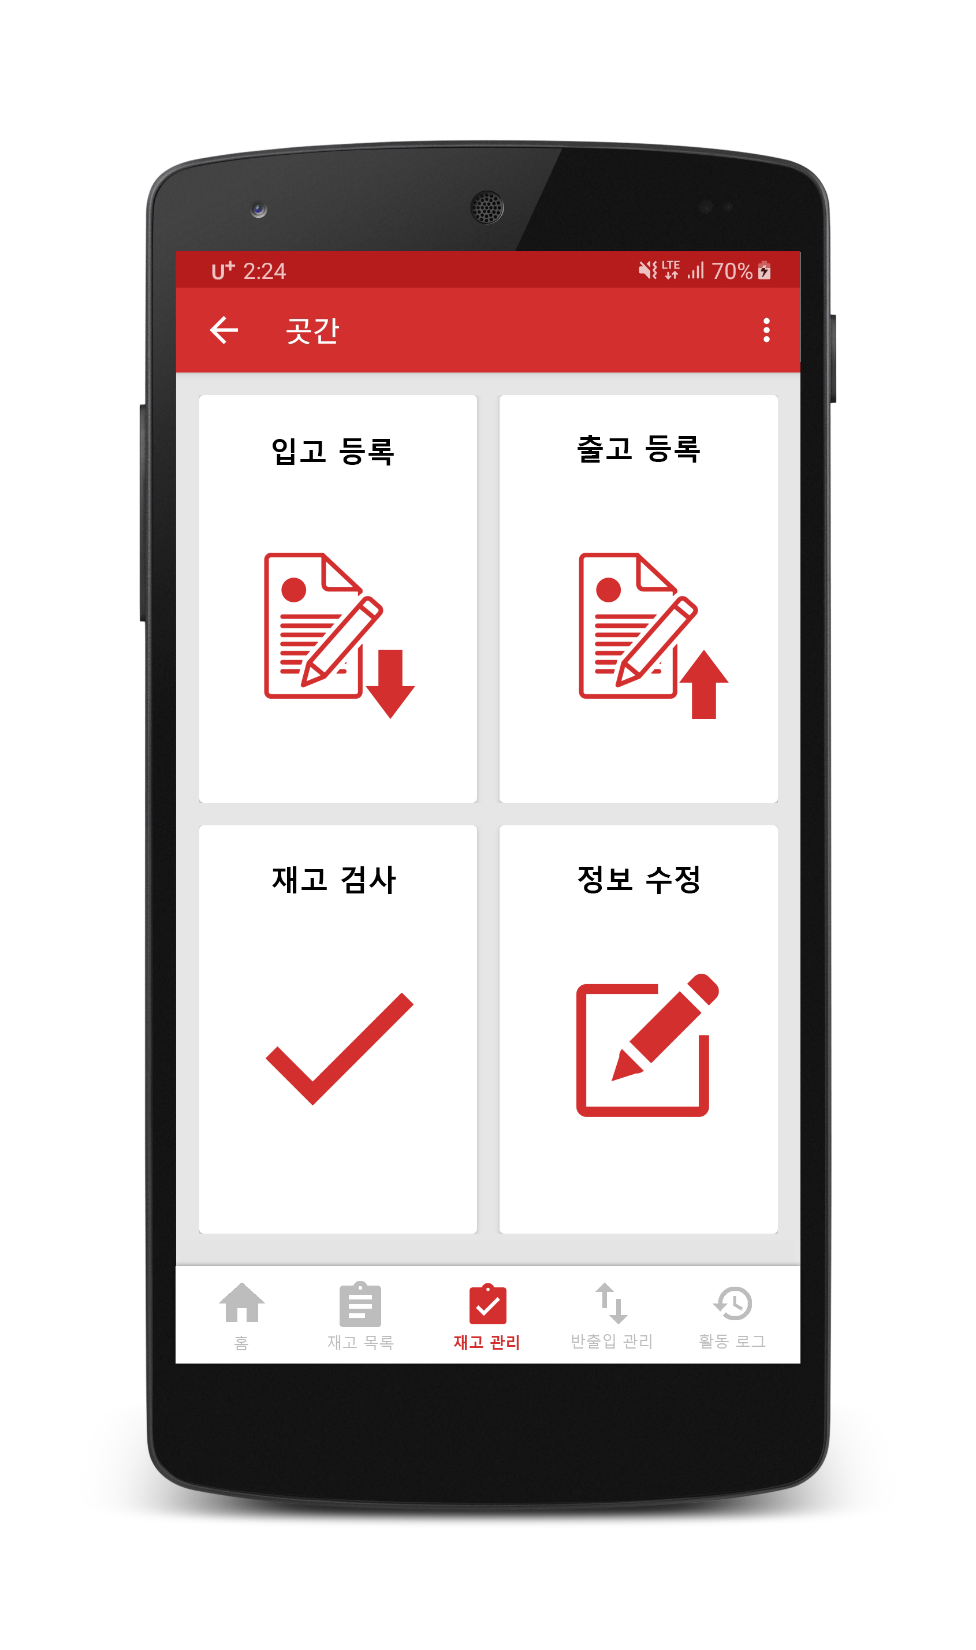 U+ 2:24 LTE 70%
곳간
입고 등록
출고 등록
재고 검사
정보 수정
홈
재고 목록
재고 관리
반출입 관리
활동 로그